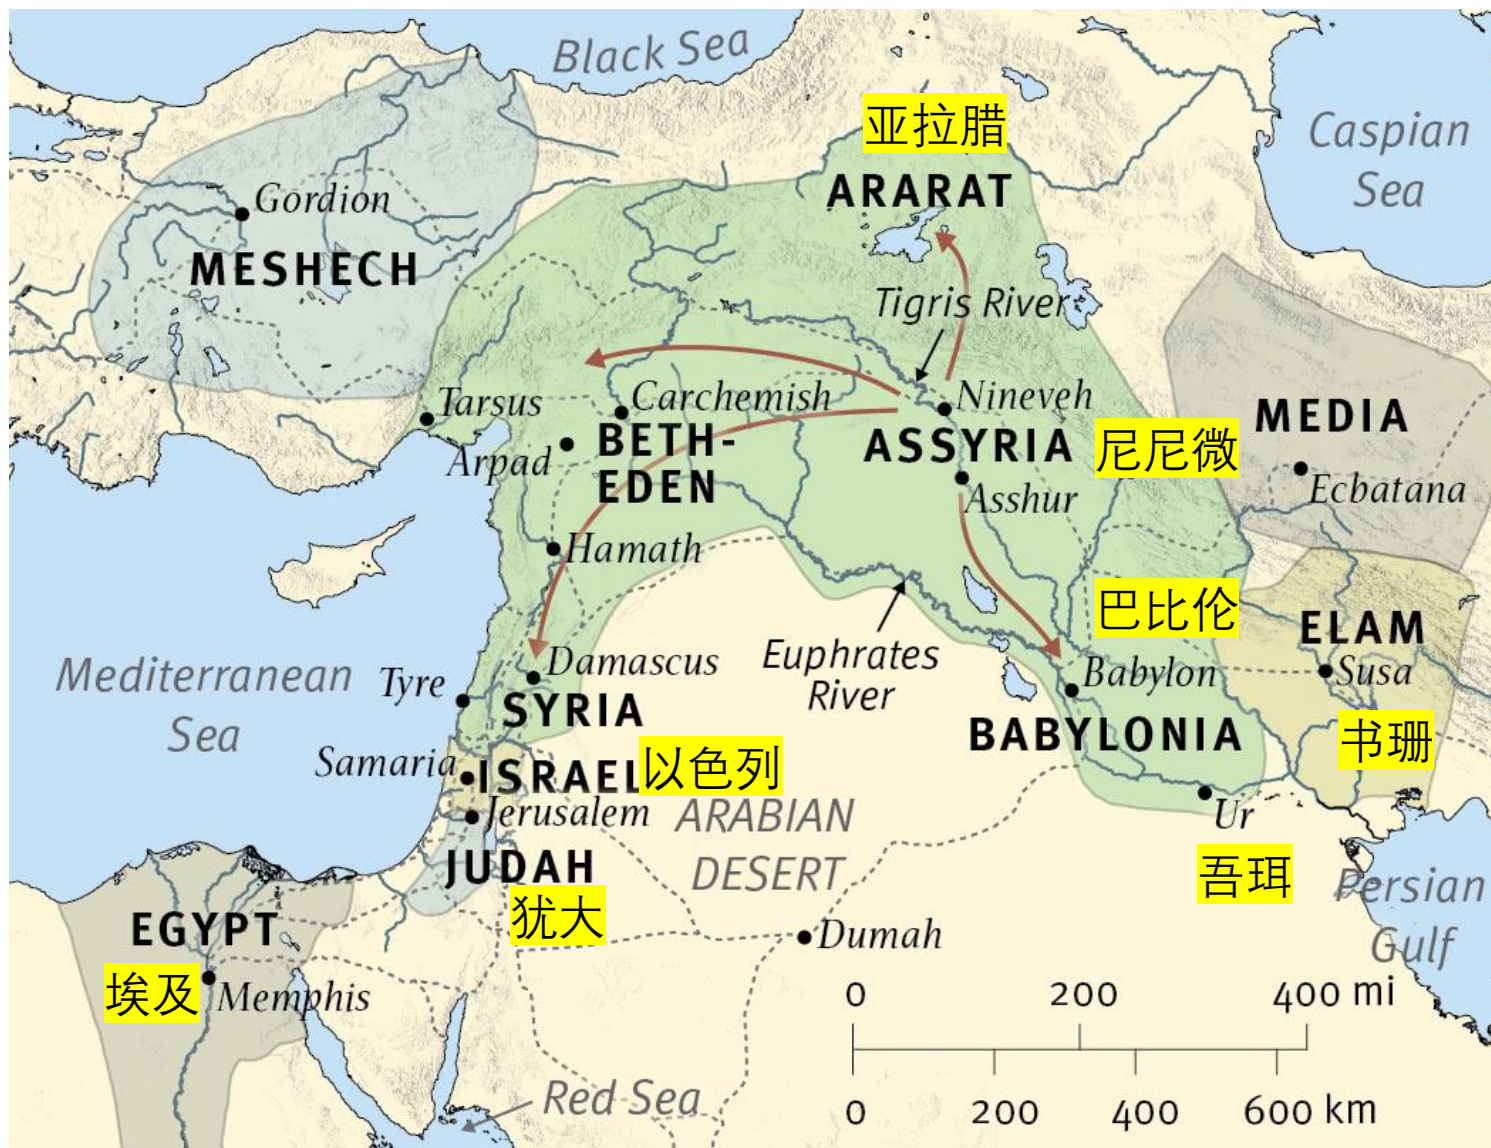 Black Sea
亚拉腊
Caspian
Sea
ARARAT
Gordion
MESHECH
Tigris River
Tarsus
Carchemish
Nineveh
MEDIA
Arpad
BETH-
EDEN
ASSYRIA
尼尼微
Ecbatana
Asshur
Hamath
巴比伦
ELAM
Mediterranean
Sea
Tyre
Damascus
Euphrates
River
Babylon
Susa
SYRIA
BABYLONIA
书珊
Samaria
ISRAEL
以色列
Jerusalem
ARABIAN
DESERT
Ur
JUDAH
吾珥
Persian
Gulf
犹大
EGYPT
Dumah
埃及
Memphis
0 200 400 mi
Red Sea
0 200 400 600 km